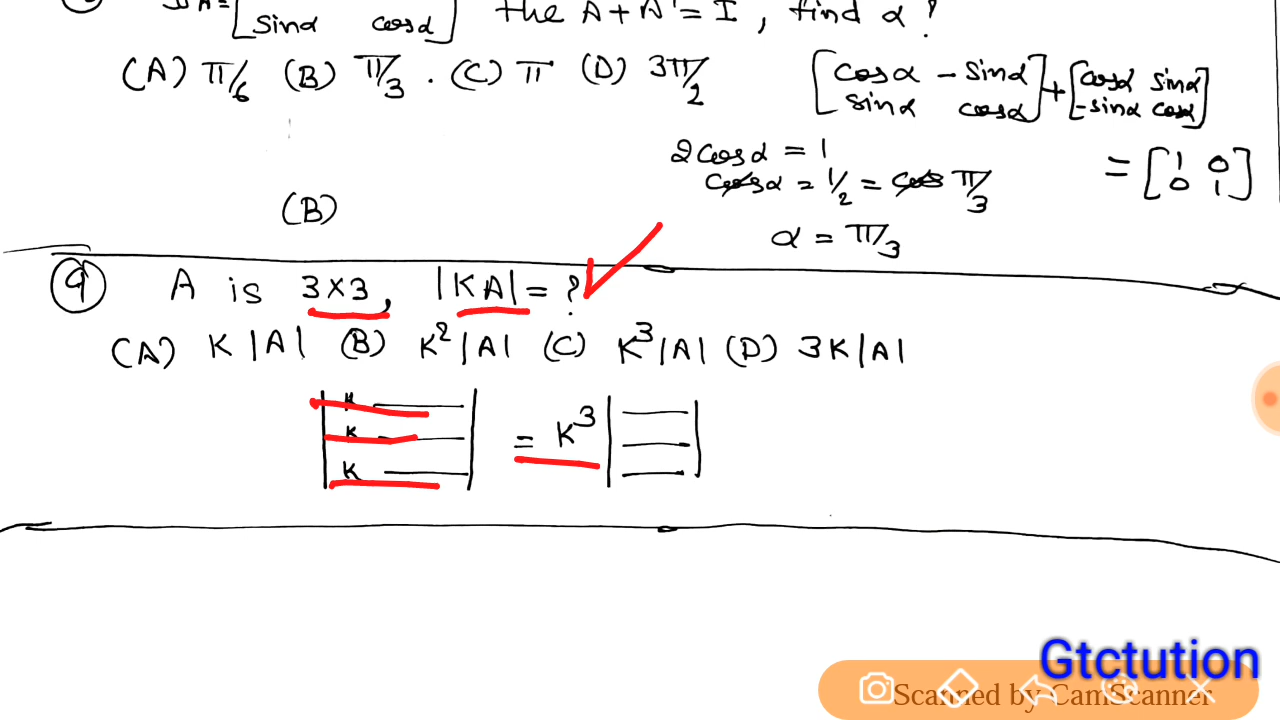 A = [ sinα cosα ] the A + A' = I, find α ?
(A) π/6 (B) π/3 . (C) π (D) 3π/2
[cosα -sinα sinα cosα] + [cosα sinα -sinα cosα]
= [1 0 0 1]
2cosα = 1
cosα = 1/2 = cos π/3
α = π/3
(B)
9 A is 3×3, |KA| = ?
(A) K|A| (B) K²|A| (C) K³|A| (D) 3K|A|
| K
K
K | = K³ | |
Gtctution
Scanned by CamScanner